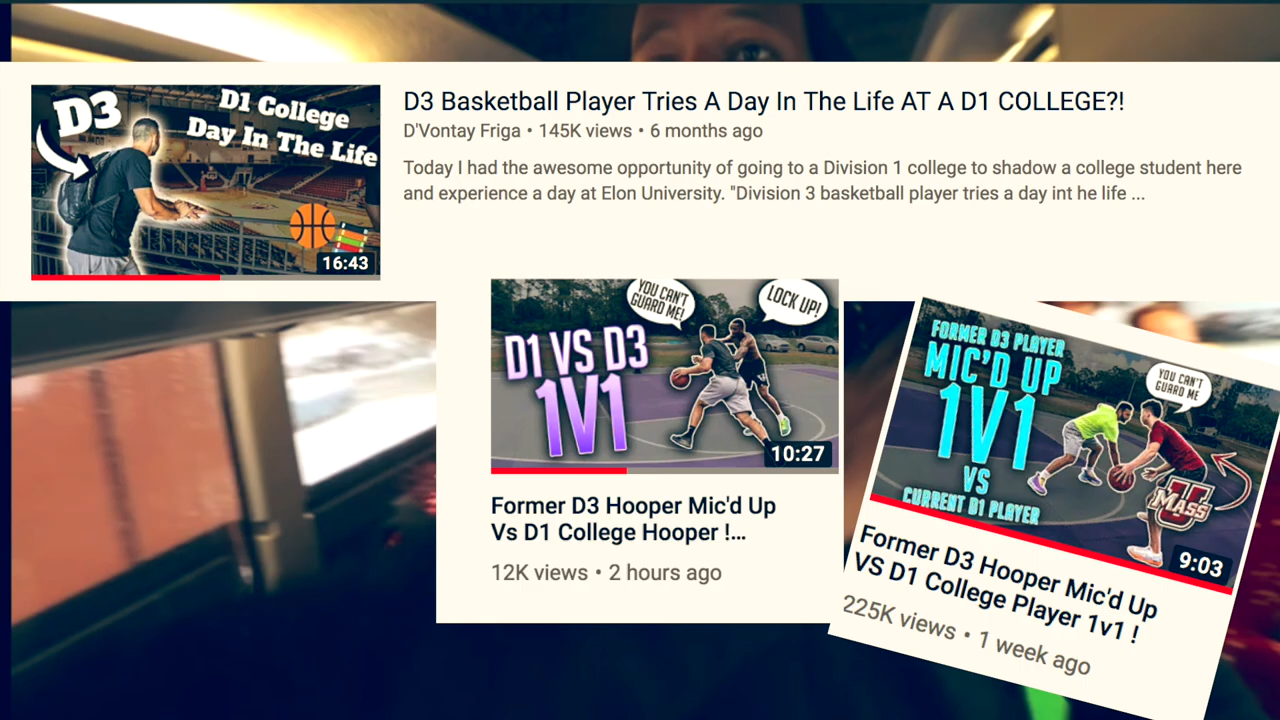 D3
D1 College
Day In The Life
16:43
D3 Basketball Player Tries A Day In The Life AT A D1 COLLEGE?!
D'Vontay Friga • 145K views • 6 months ago
Today I had the awesome opportunity of going to a Division 1 college to shadow a college student here
and experience a day at Elon University. "Division 3 basketball player tries a day int he life ...
YOU CAN'T
GUARD ME!
LOCK UP!
D1 VS D3
1V1
10:27
Former D3 Hooper Mic'd Up
Vs D1 College Hooper !...
12K views • 2 hours ago
FORMER D3 PLAYER
MIC'D UP
1V1
VS
CURRENT D1 PLAYER
YOU CAN'T
GUARD ME
U
MASS
9:03
Former D3 Hooper Mic'd Up
VS D1 College Player 1v1 !
225K views • 1 week ago